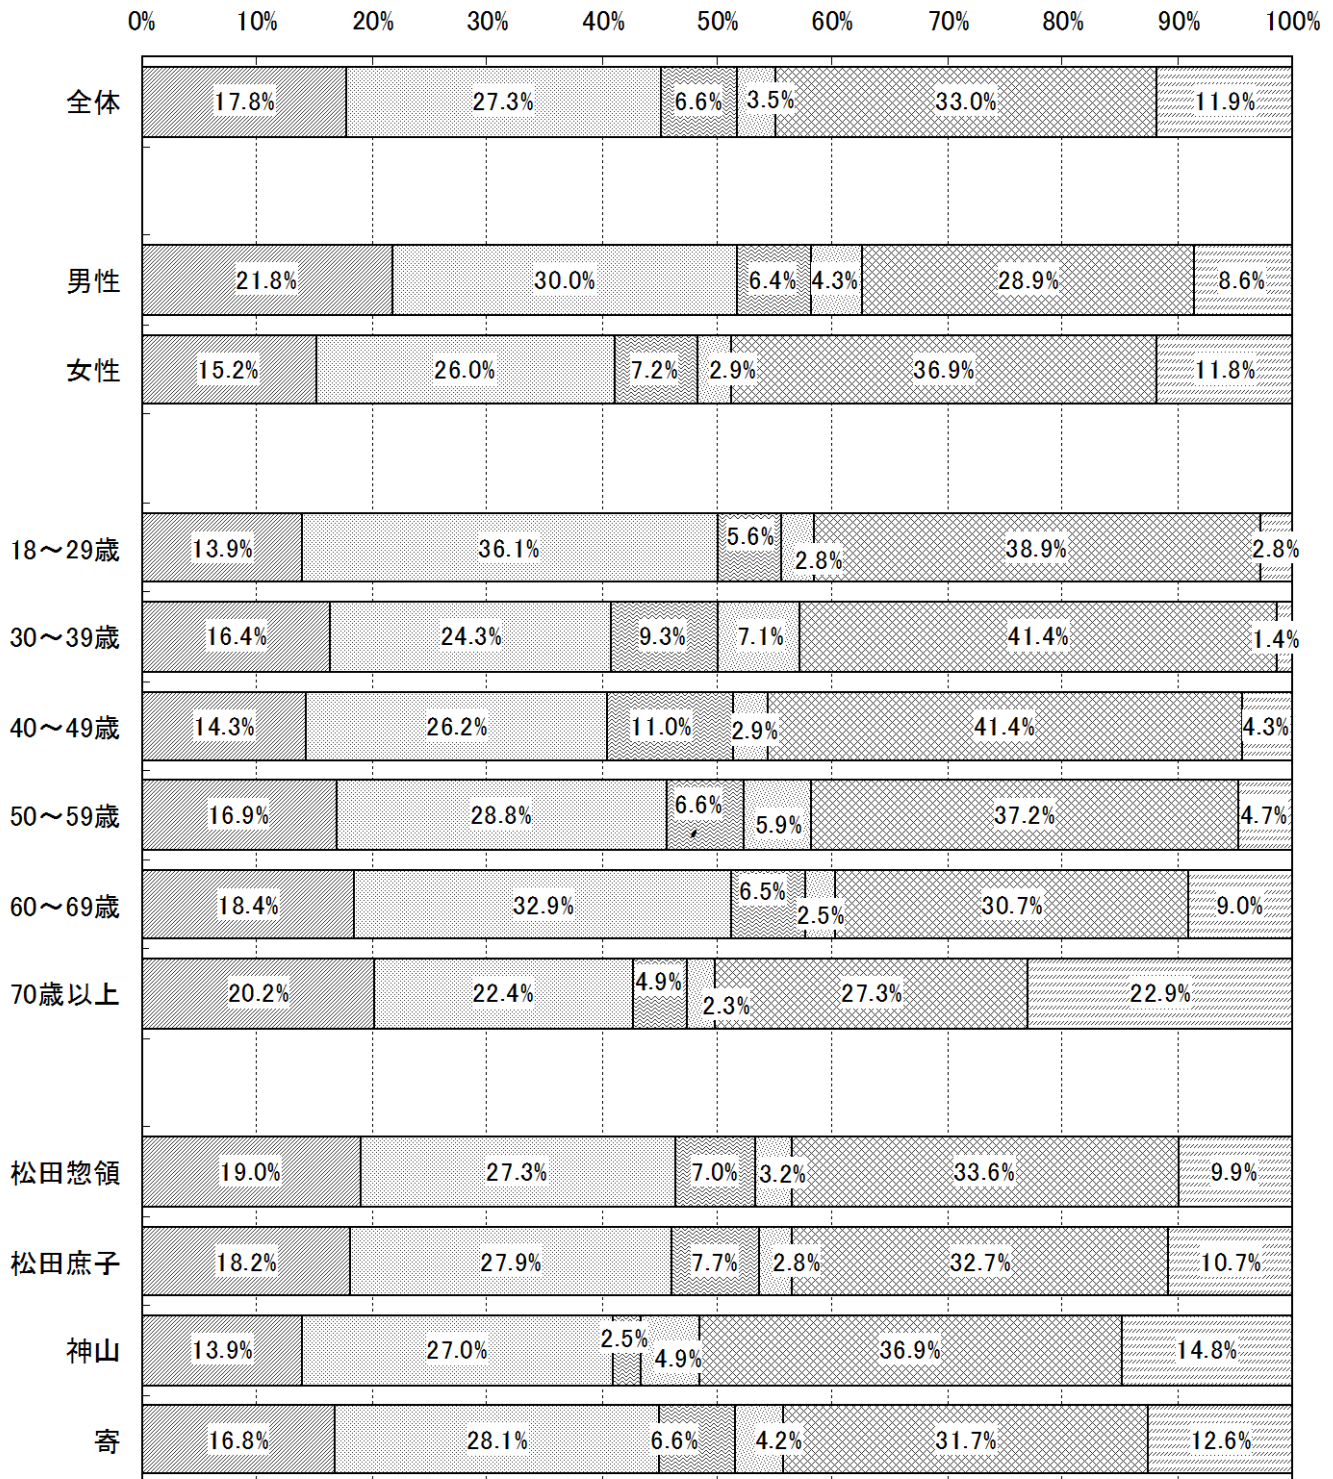 0% 10% 20% 30% 40% 50% 60% 70% 80% 90% 100%
全体 17.8% 27.3% 6.6% 3.5% 33.0% 11.9%
男性 21.8% 30.0% 6.4% 4.3% 28.9% 8.6%
女性 15.2% 26.0% 7.2% 2.9% 36.9% 11.8%
18～29歳 13.9% 36.1% 5.6% 2.8% 38.9% 2.8%
30～39歳 16.4% 24.3% 9.3% 7.1% 41.4% 1.4%
40～49歳 14.3% 26.2% 11.0% 2.9% 41.4% 4.3%
50～59歳 16.9% 28.8% 6.6% 5.9% 37.2% 4.7%
60～69歳 18.4% 32.9% 6.5% 2.5% 30.7% 9.0%
70歳以上 20.2% 22.4% 4.9% 2.3% 27.3% 22.9%
松田惣領 19.0% 27.3% 7.0% 3.2% 33.6% 9.9%
松田庶子 18.2% 27.9% 7.7% 2.8% 32.7% 10.7%
神山 13.9% 27.0% 2.5% 4.9% 36.9% 14.8%
寄 16.8% 28.1% 6.6% 4.2% 31.7% 12.6%